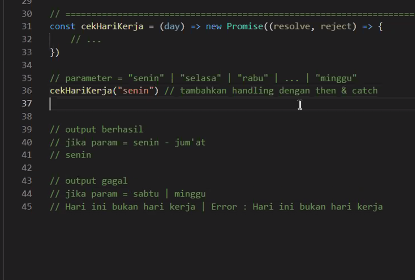 29
30 // =====================================================
31 const cekHariKerja = (day) => new Promise((resolve, reject) => {
32 // ...
33 })
34
35 // parameter = "senin" | "selasa" | "rabu" | ... | "minggu"
36 cekHariKerja("senin") // tambahkan handling dengan then & catch
37
38
39 // output berhasil
40 // jika param = senin - jum'at
41 // senin
42
43 // output gagal
44 // jika param = sabtu | minggu
45 // Hari ini bukan hari kerja | Error : Hari ini bukan hari kerja